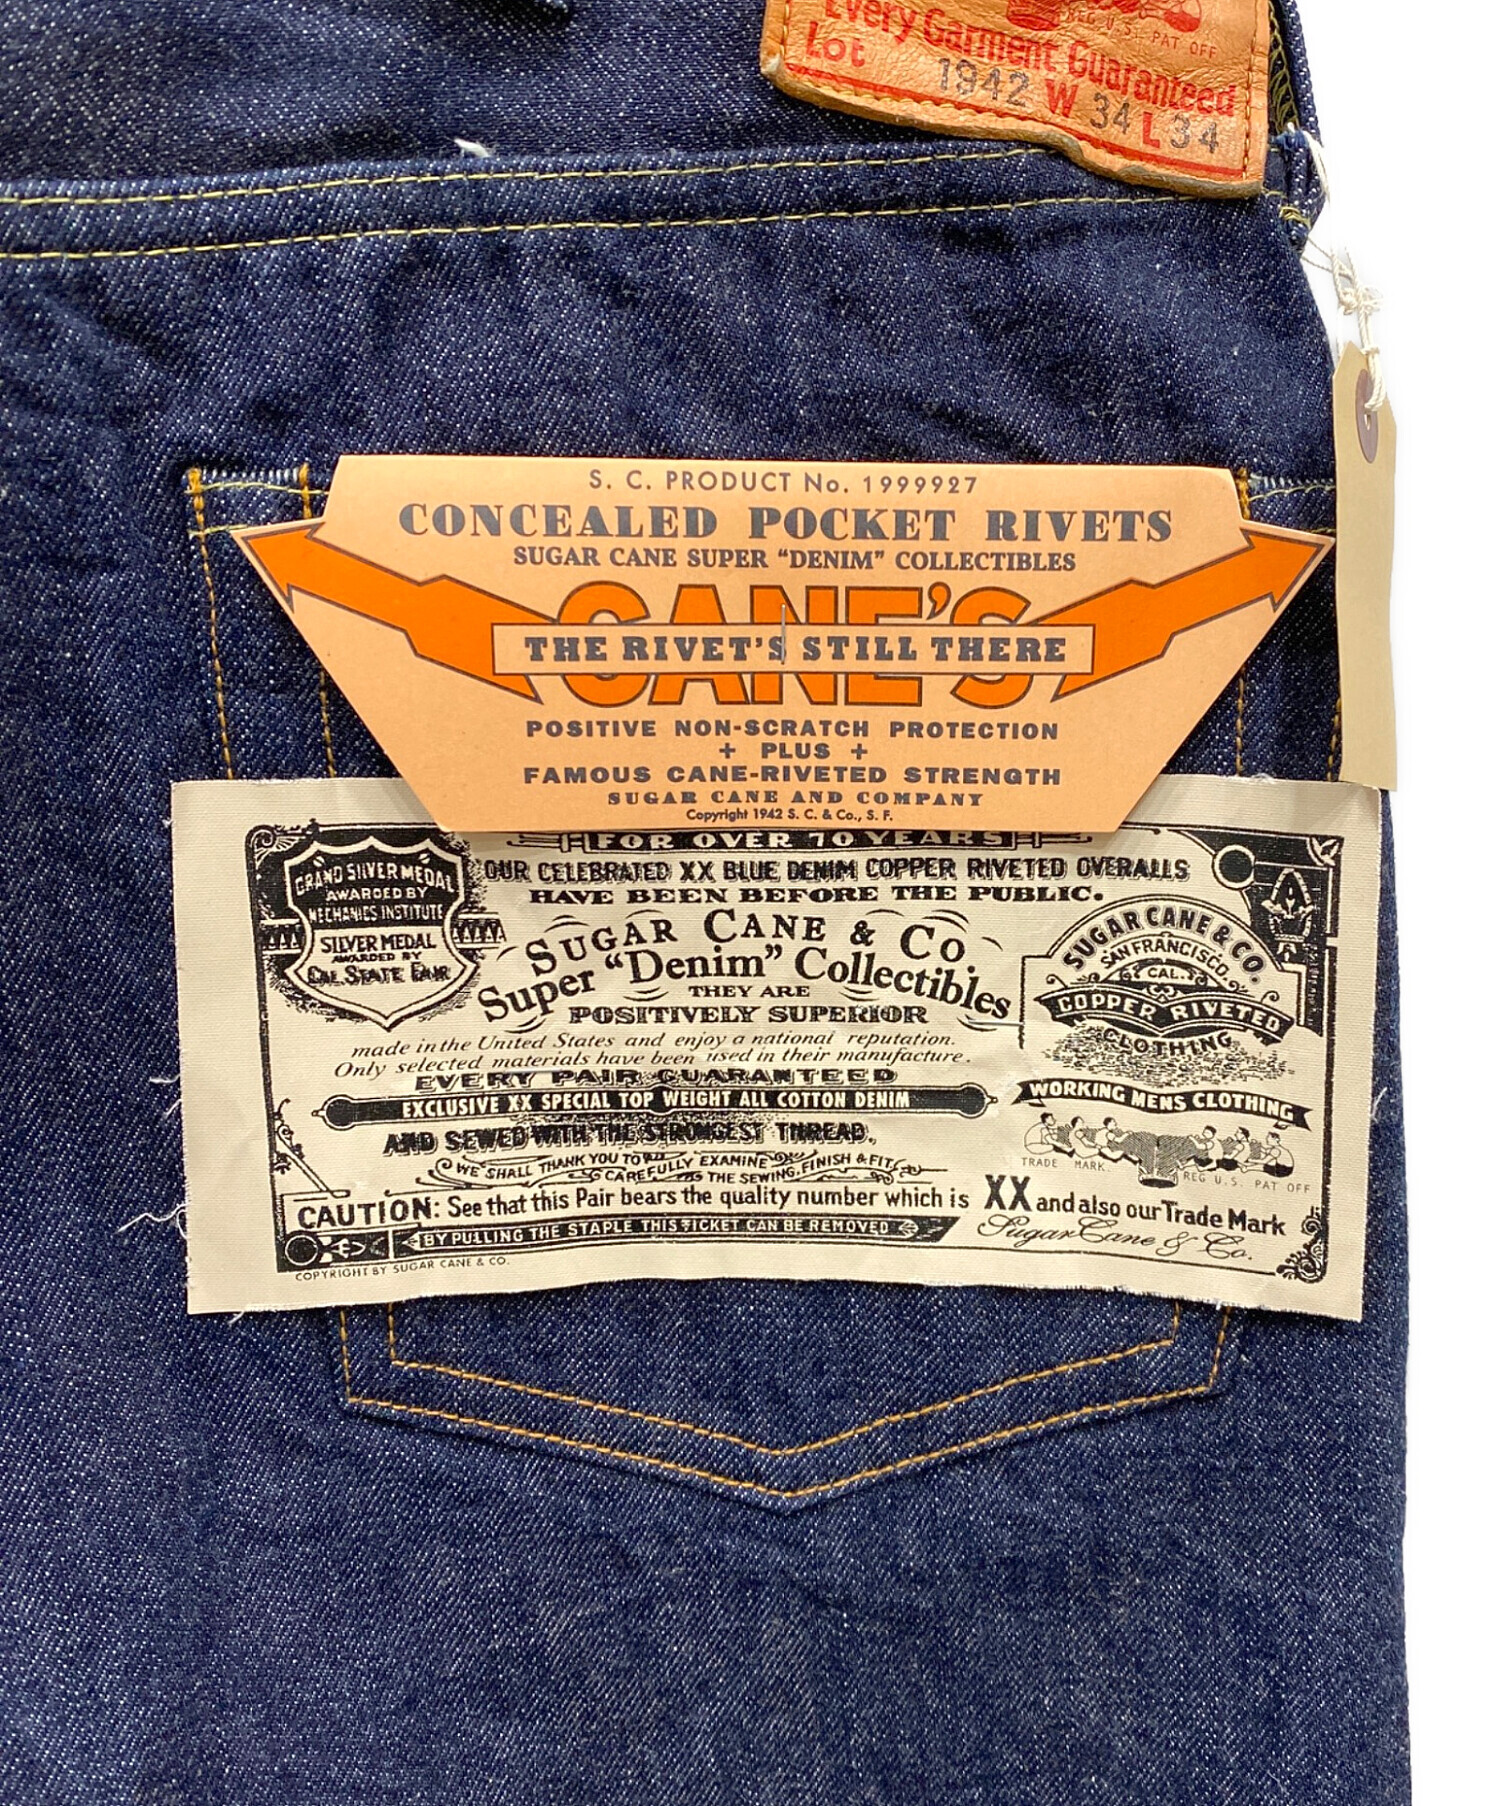 REG U.S. PAT OFF
Every Garment Guaranteed
Lot 1942 W 34 L 34
S. C. PRODUCT No. 1999927
CONCEALED POCKET RIVETS
SUGAR CANE SUPER “DENIM” COLLECTIBLES
CANE'S
THE RIVET'S STILL THERE
POSITIVE NON-SCRATCH PROTECTION
+ PLUS +
FAMOUS CANE-RIVETED STRENGTH
SUGAR CANE AND COMPANY
Copyright 1942 S. C. & Co., S. F.
FOR OVER 70 YEARS
OUR CELEBRATED XX BLUE DENIM COPPER RIVETED OVERALLS
HAVE BEEN BEFORE THE PUBLIC.
GRAND SILVER MEDAL
AWARDED BY
MECHANICS INSTITUTE
SILVER MEDAL
AWARDED BY
CAL. STATE FAIR
SUGAR CANE & CO
Super “Denim” Collectibles
THEY ARE
POSITIVELY SUPERIOR
made in the United States and enjoy a national reputation.
Only selected materials have been used in their manufacture.
EVERY PAIR GUARANTEED
EXCLUSIVE XX SPECIAL TOP WEIGHT ALL COTTON DENIM
AND SEWED WITH THE STRONGEST THREAD.
WE SHALL THANK YOU TO
CAREFULLY EXAMINE
THE SEWING, FINISH & FIT
SUGAR CANE & CO.
SAN FRANCISCO.
CAL.
COPPER RIVETED
CLOTHING
WORKING MENS CLOTHING
TRADE MARK.
REG U.S. PAT OFF
CAUTION: See that this Pair bears the quality number which is XX and also our Trade Mark
BY PULLING THE STAPLE THIS TICKET CAN BE REMOVED
Sugar Cane & Co.
COPYRIGHT BY SUGAR CANE & CO.